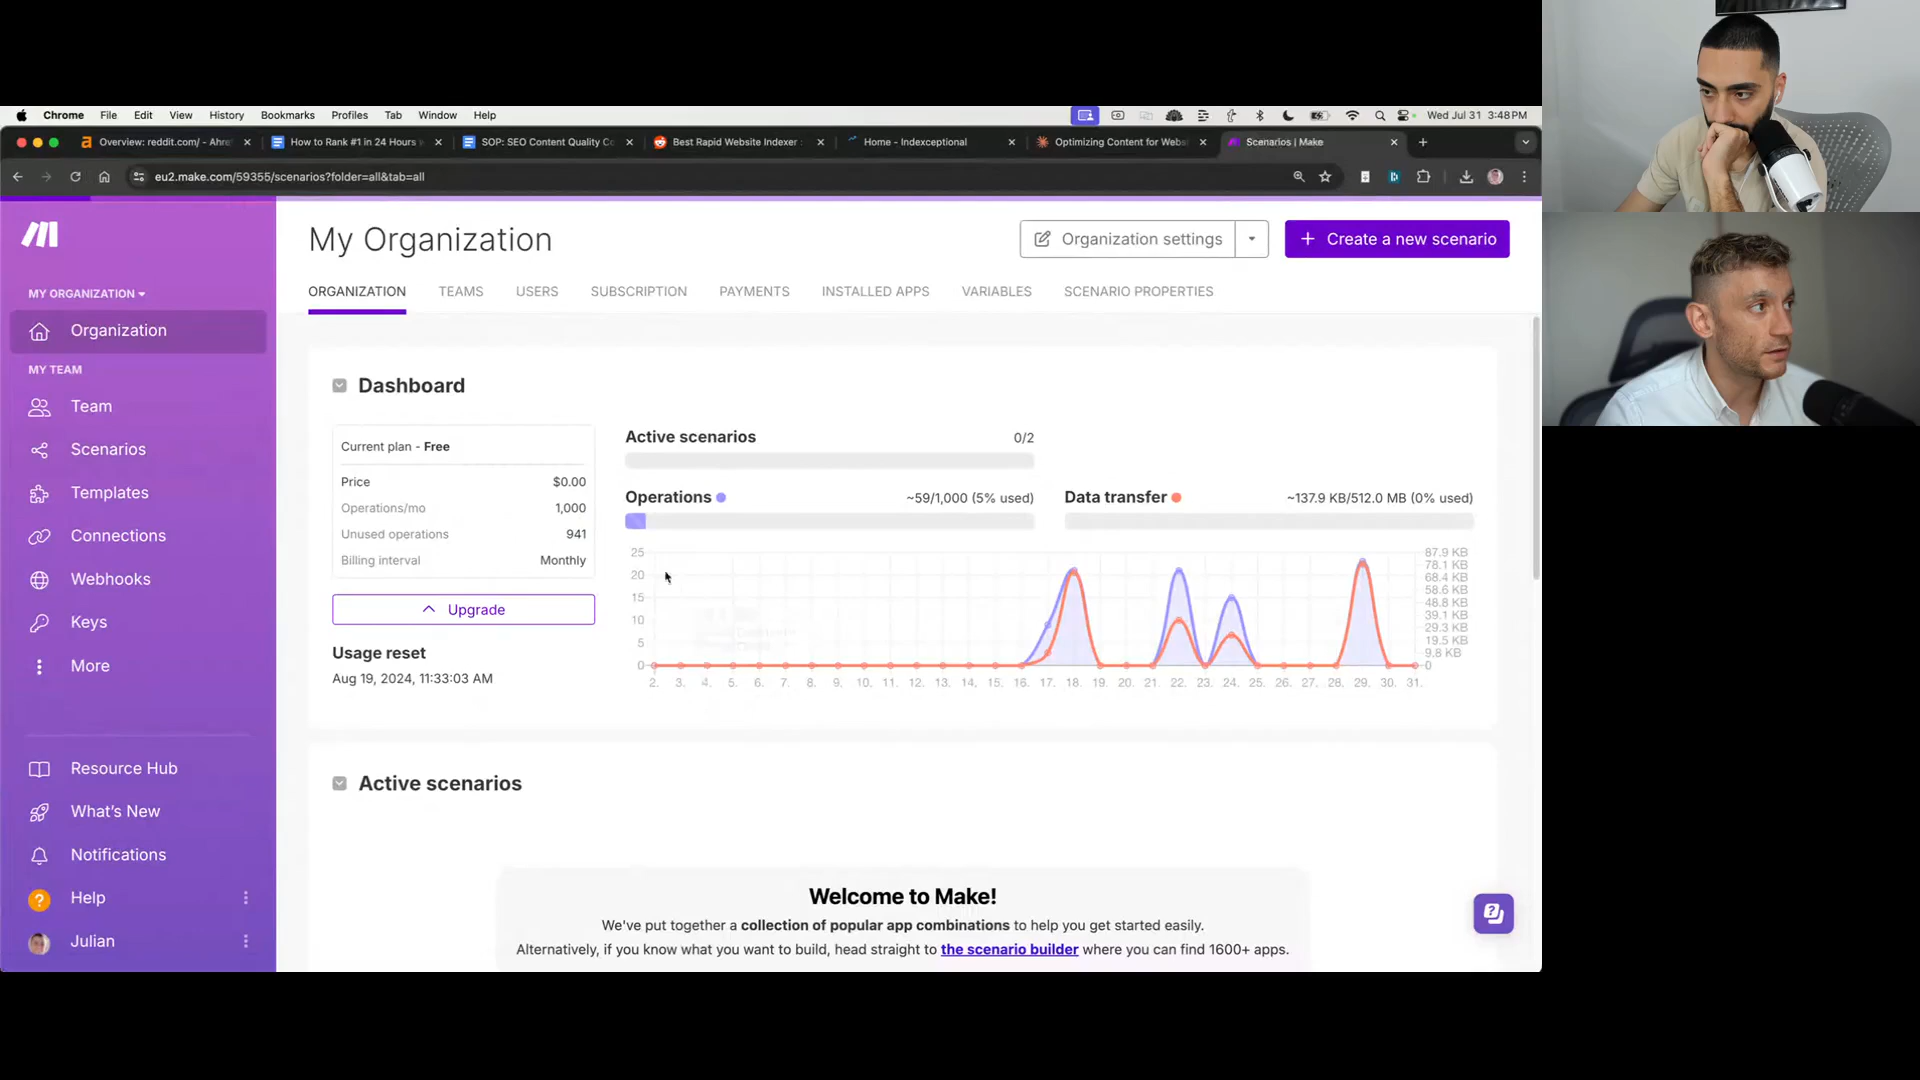 Chrome File Edit View History Bookmarks Profiles Tab Window Help
Wed Jul 31 3:48 PM
Overview: reddit.com/ - Ahre
How to Rank #1 in 24 Hours
SOP: SEO Content Quality Co
Best Rapid Website Indexer :
Home - Indexceptional
Optimizing Content for Webs
Scenarios | Make
eu2.make.com/59355/scenarios?folder=all&tab=all
MY ORGANIZATION
Organization
MY TEAM
Team
Scenarios
Templates
Connections
Webhooks
Keys
More
Resource Hub
What's New
Notifications
Help
Julian
My Organization
Organization settings
+ Create a new scenario
ORGANIZATION TEAMS USERS SUBSCRIPTION PAYMENTS INSTALLED APPS VARIABLES SCENARIO PROPERTIES
Dashboard
Current plan - Free
Price $0.00
Operations/mo 1,000
Unused operations 941
Billing interval Monthly
Upgrade
Usage reset
Aug 19, 2024, 11:33:03 AM
Active scenarios 0/2
Operations ~59/1,000 (5% used)
Data transfer ~137.9 KB/512.0 MB (0% used)
25
20
15
10
5
0
87.9 KB
78.1 KB
68.4 KB
58.6 KB
48.8 KB
39.1 KB
29.3 KB
19.5 KB
9.8 KB
0
2. 3. 4. 5. 6. 7. 8. 9. 10. 11. 12. 13. 14. 15. 16. 17. 18. 19. 20. 21. 22. 23. 24. 25. 26. 27. 28. 29. 30. 31.
Active scenarios
Welcome to Make!
We've put together a collection of popular app combinations to help you get started easily.
Alternatively, if you know what you want to build, head straight to the scenario builder where you can find 1600+ apps.